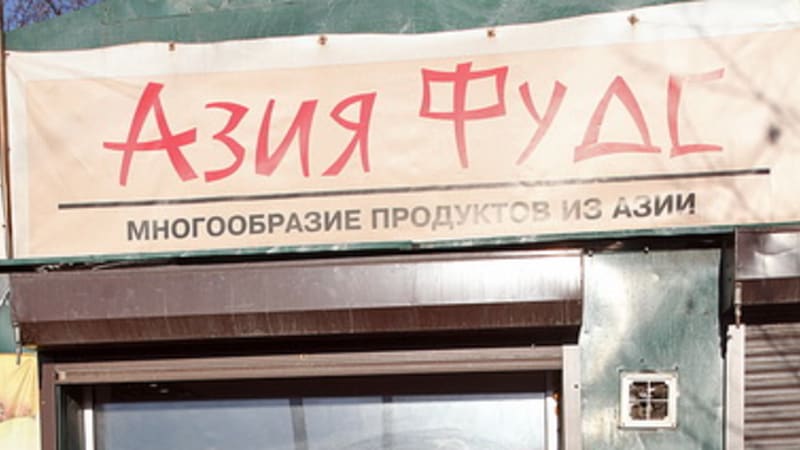 Азия Фудс
МНОГООБРАЗИЕ ПРОДУКТОВ ИЗ АЗИИ